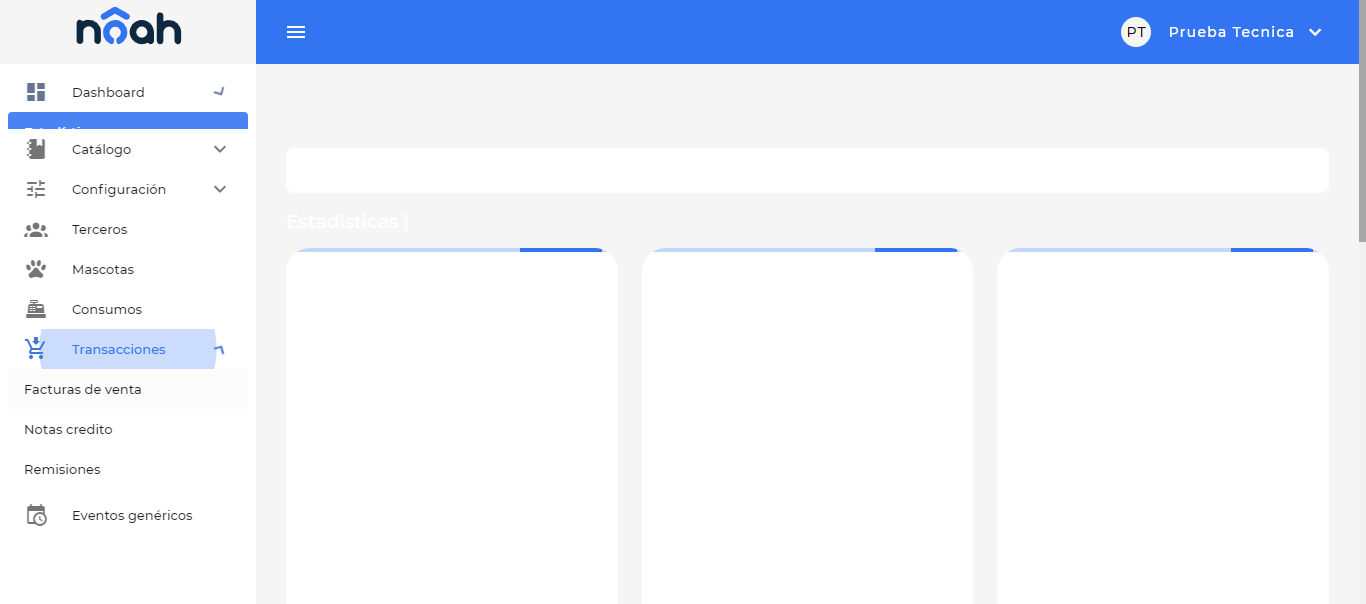 nôah
PT Prueba Tecnica
Dashboard
Catálogo
Configuración
Terceros
Mascotas
Consumos
Transacciones
Facturas de venta
Notas credito
Remisiones
Eventos genéricos
Estadisticas |